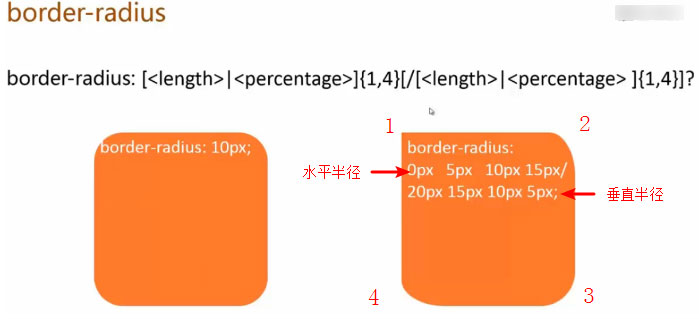 border-radius
border-radius: [<length>|<percentage>]{1,4}[/[<length>|<percentage> ]{1,4}]?
1
2
border-radius: 10px;
border-radius:
水平半径
0px 5px 10px 15px/
20px 15px 10px 5px;
垂直半径
4
3